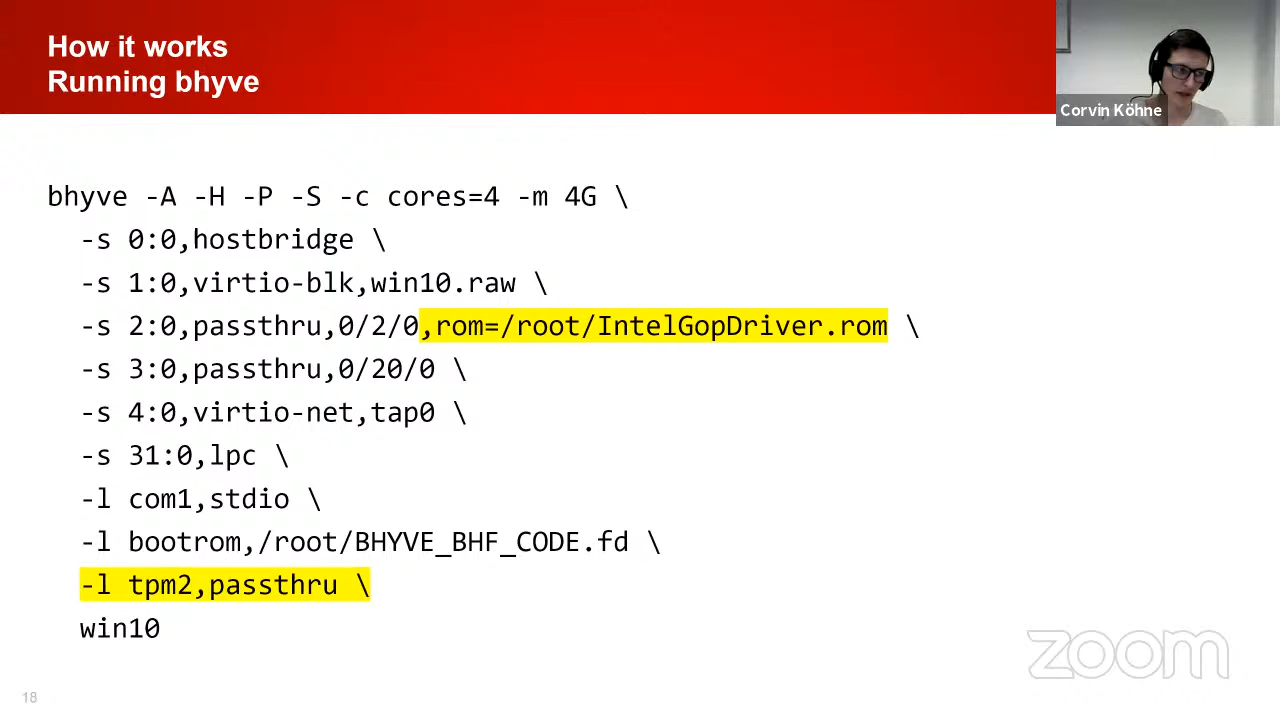 How it works
Running bhyve
Corvin Köhne
bhyve -A -H -P -S -c cores=4 -m 4G \
-s 0:0,hostbridge \
-s 1:0,virtio-blk,win10.raw \
-s 2:0,passthru,0/2/0,rom=/root/IntelGopDriver.rom \
-s 3:0,passthru,0/20/0 \
-s 4:0,virtio-net,tap0 \
-s 31:0,lpc \
-l com1,stdio \
-l bootrom,/root/BHYVE_BHF_CODE.fd \
-l tpm2,passthru \
win10
zoom
18